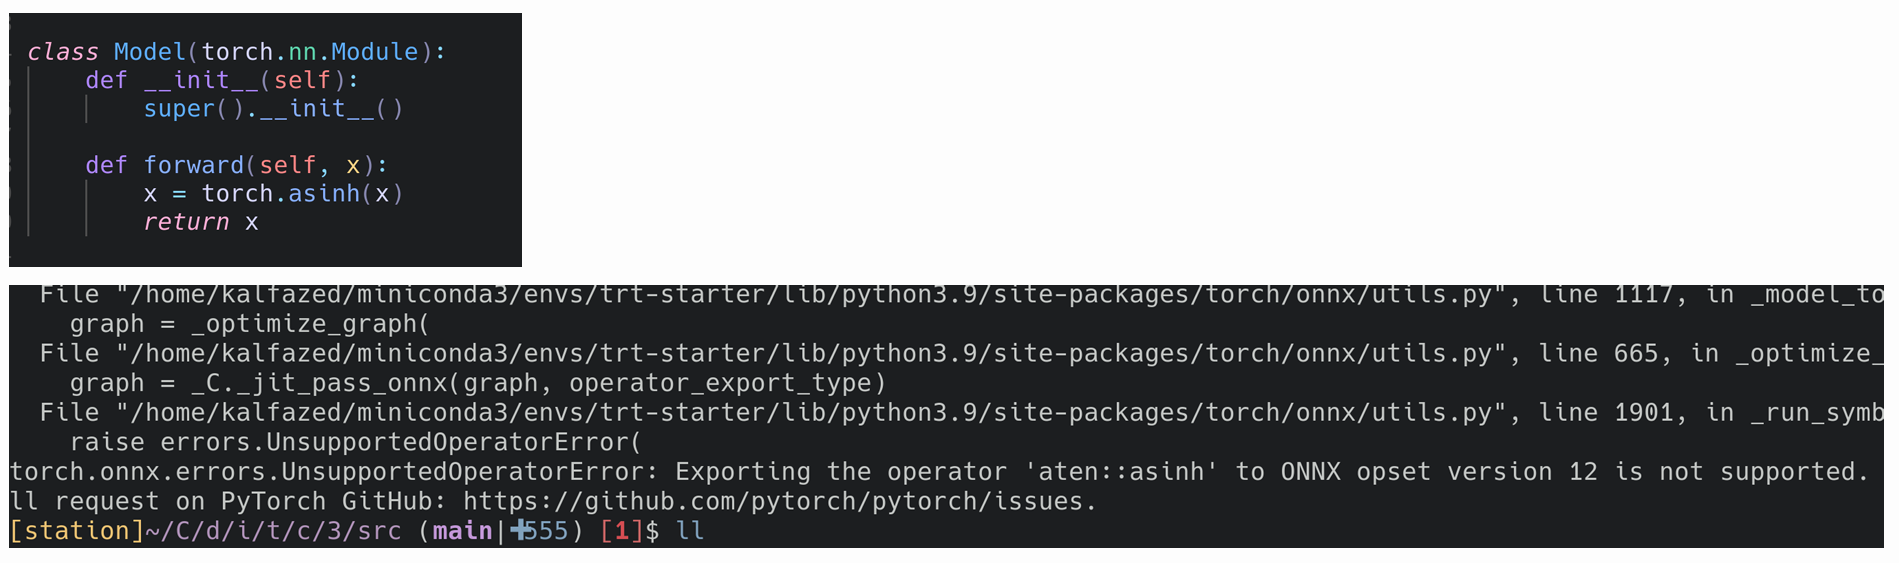 class Model(torch.nn.Module):
def __init__(self):
super().__init__()
def forward(self, x):
x = torch.asinh(x)
return x
File "/home/kalfazed/miniconda3/envs/trt-starter/lib/python3.9/site-packages/torch/onnx/utils.py", line 1117, in _model_to
graph = _optimize_graph(
File "/home/kalfazed/miniconda3/envs/trt-starter/lib/python3.9/site-packages/torch/onnx/utils.py", line 665, in _optimize_
graph = _C._jit_pass_onnx(graph, operator_export_type)
File "/home/kalfazed/miniconda3/envs/trt-starter/lib/python3.9/site-packages/torch/onnx/utils.py", line 1901, in _run_symb
raise errors.UnsupportedOperatorError(
torch.onnx.errors.UnsupportedOperatorError: Exporting the operator 'aten::asinh' to ONNX opset version 12 is not supported.
ll request on PyTorch GitHub: https://github.com/pytorch/pytorch/issues.
[station]~/C/d/i/t/c/3/src (main|✚555) [1]$ ll